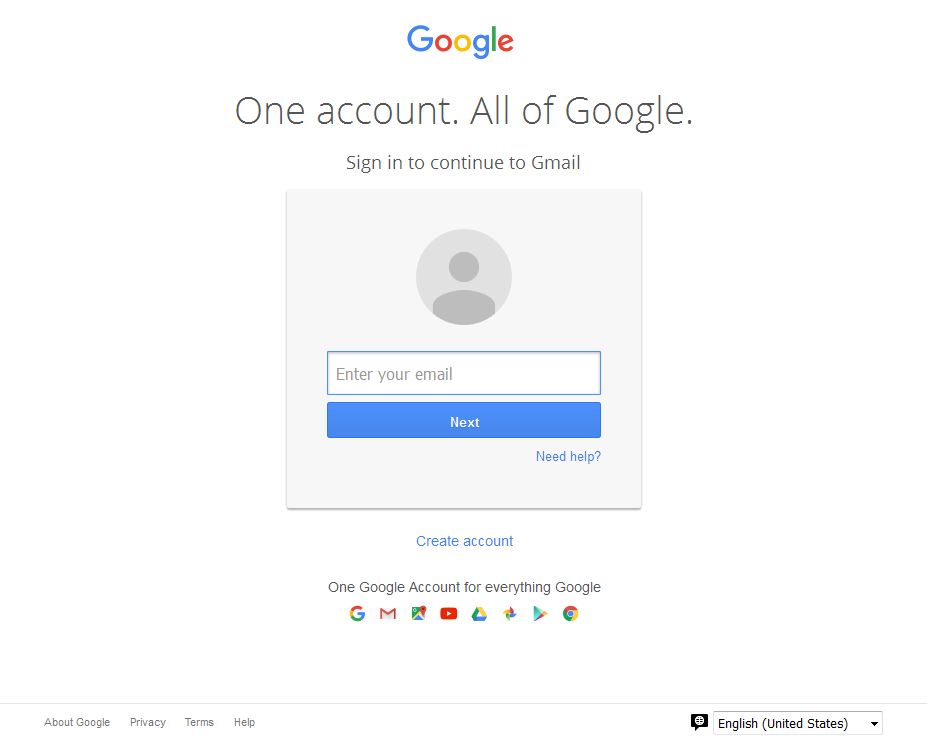 Google
One account. All of Google.
Sign in to continue to Gmail
Enter your email
Next
Need help?
Create account
One Google Account for everything Google
About Google Privacy Terms Help English (United States)